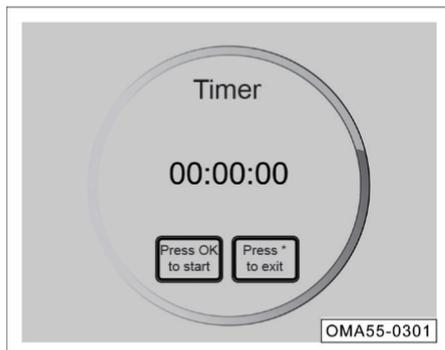 Timer
00:00:00
Press OK
to start
Press *
to exit
OMA55-0301